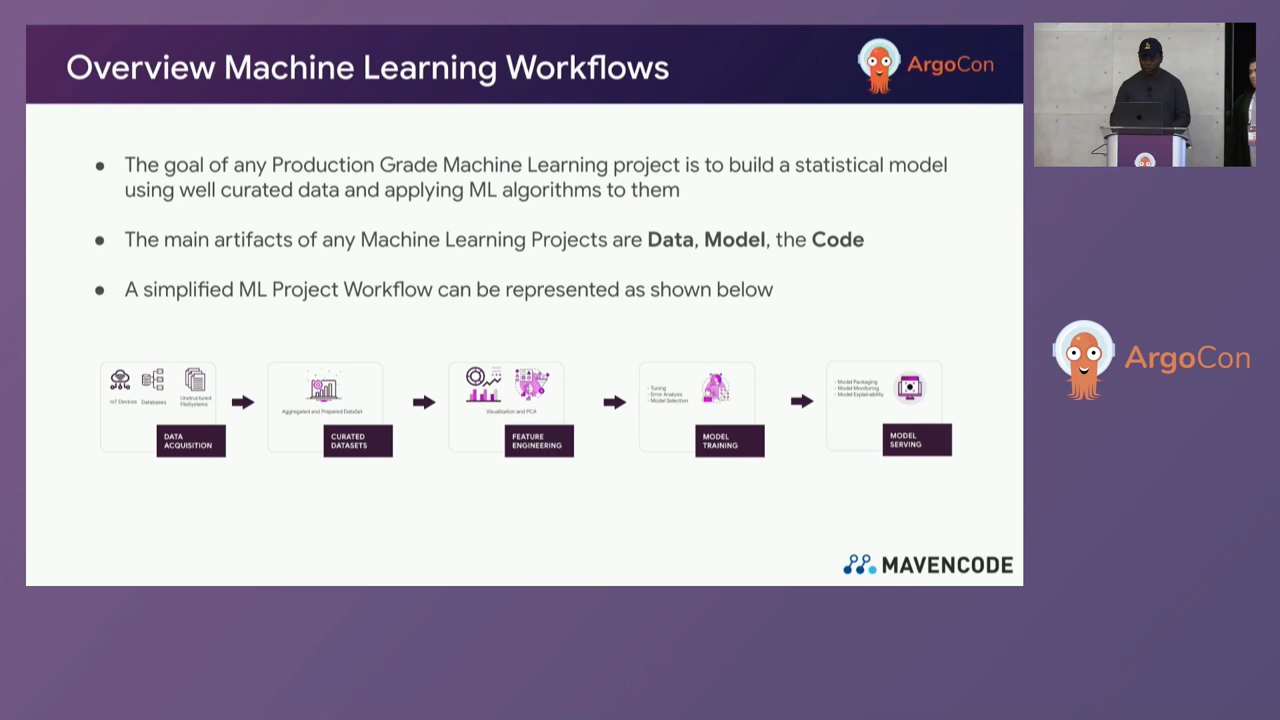 Overview Machine Learning Workflows
ArgoCon
● The goal of any Production Grade Machine Learning project is to build a statistical model
using well curated data and applying ML algorithms to them
● The main artifacts of any Machine Learning Projects are Data, Model, the Code
● A simplified ML Project Workflow can be represented as shown below
IoT Devices
Databases
Unstructured
FileSystems
DATA
ACQUISITION
Aggregated and Prepared DataSet
CURATED
DATASETS
Visualization and PCA
FEATURE
ENGINEERING
- Tuning
- Error Analysis
- Model Selection
MODEL
TRAINING
- Model Packaging
- Model Monitoring
- Model Explainability
MODEL
SERVING
MAVENCODE
ArgoCon